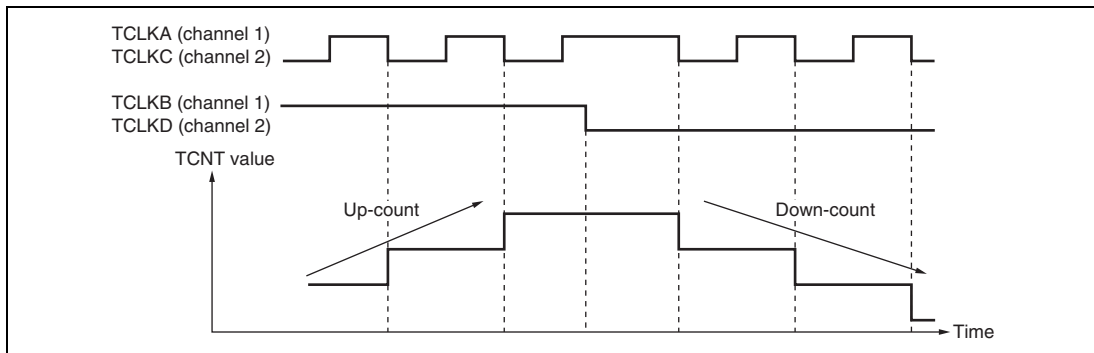 TCLKA (channel 1)
TCLKC (channel 2)
TCLKB (channel 1)
TCLKD (channel 2)
TCNT value
Up-count
Down-count
Time